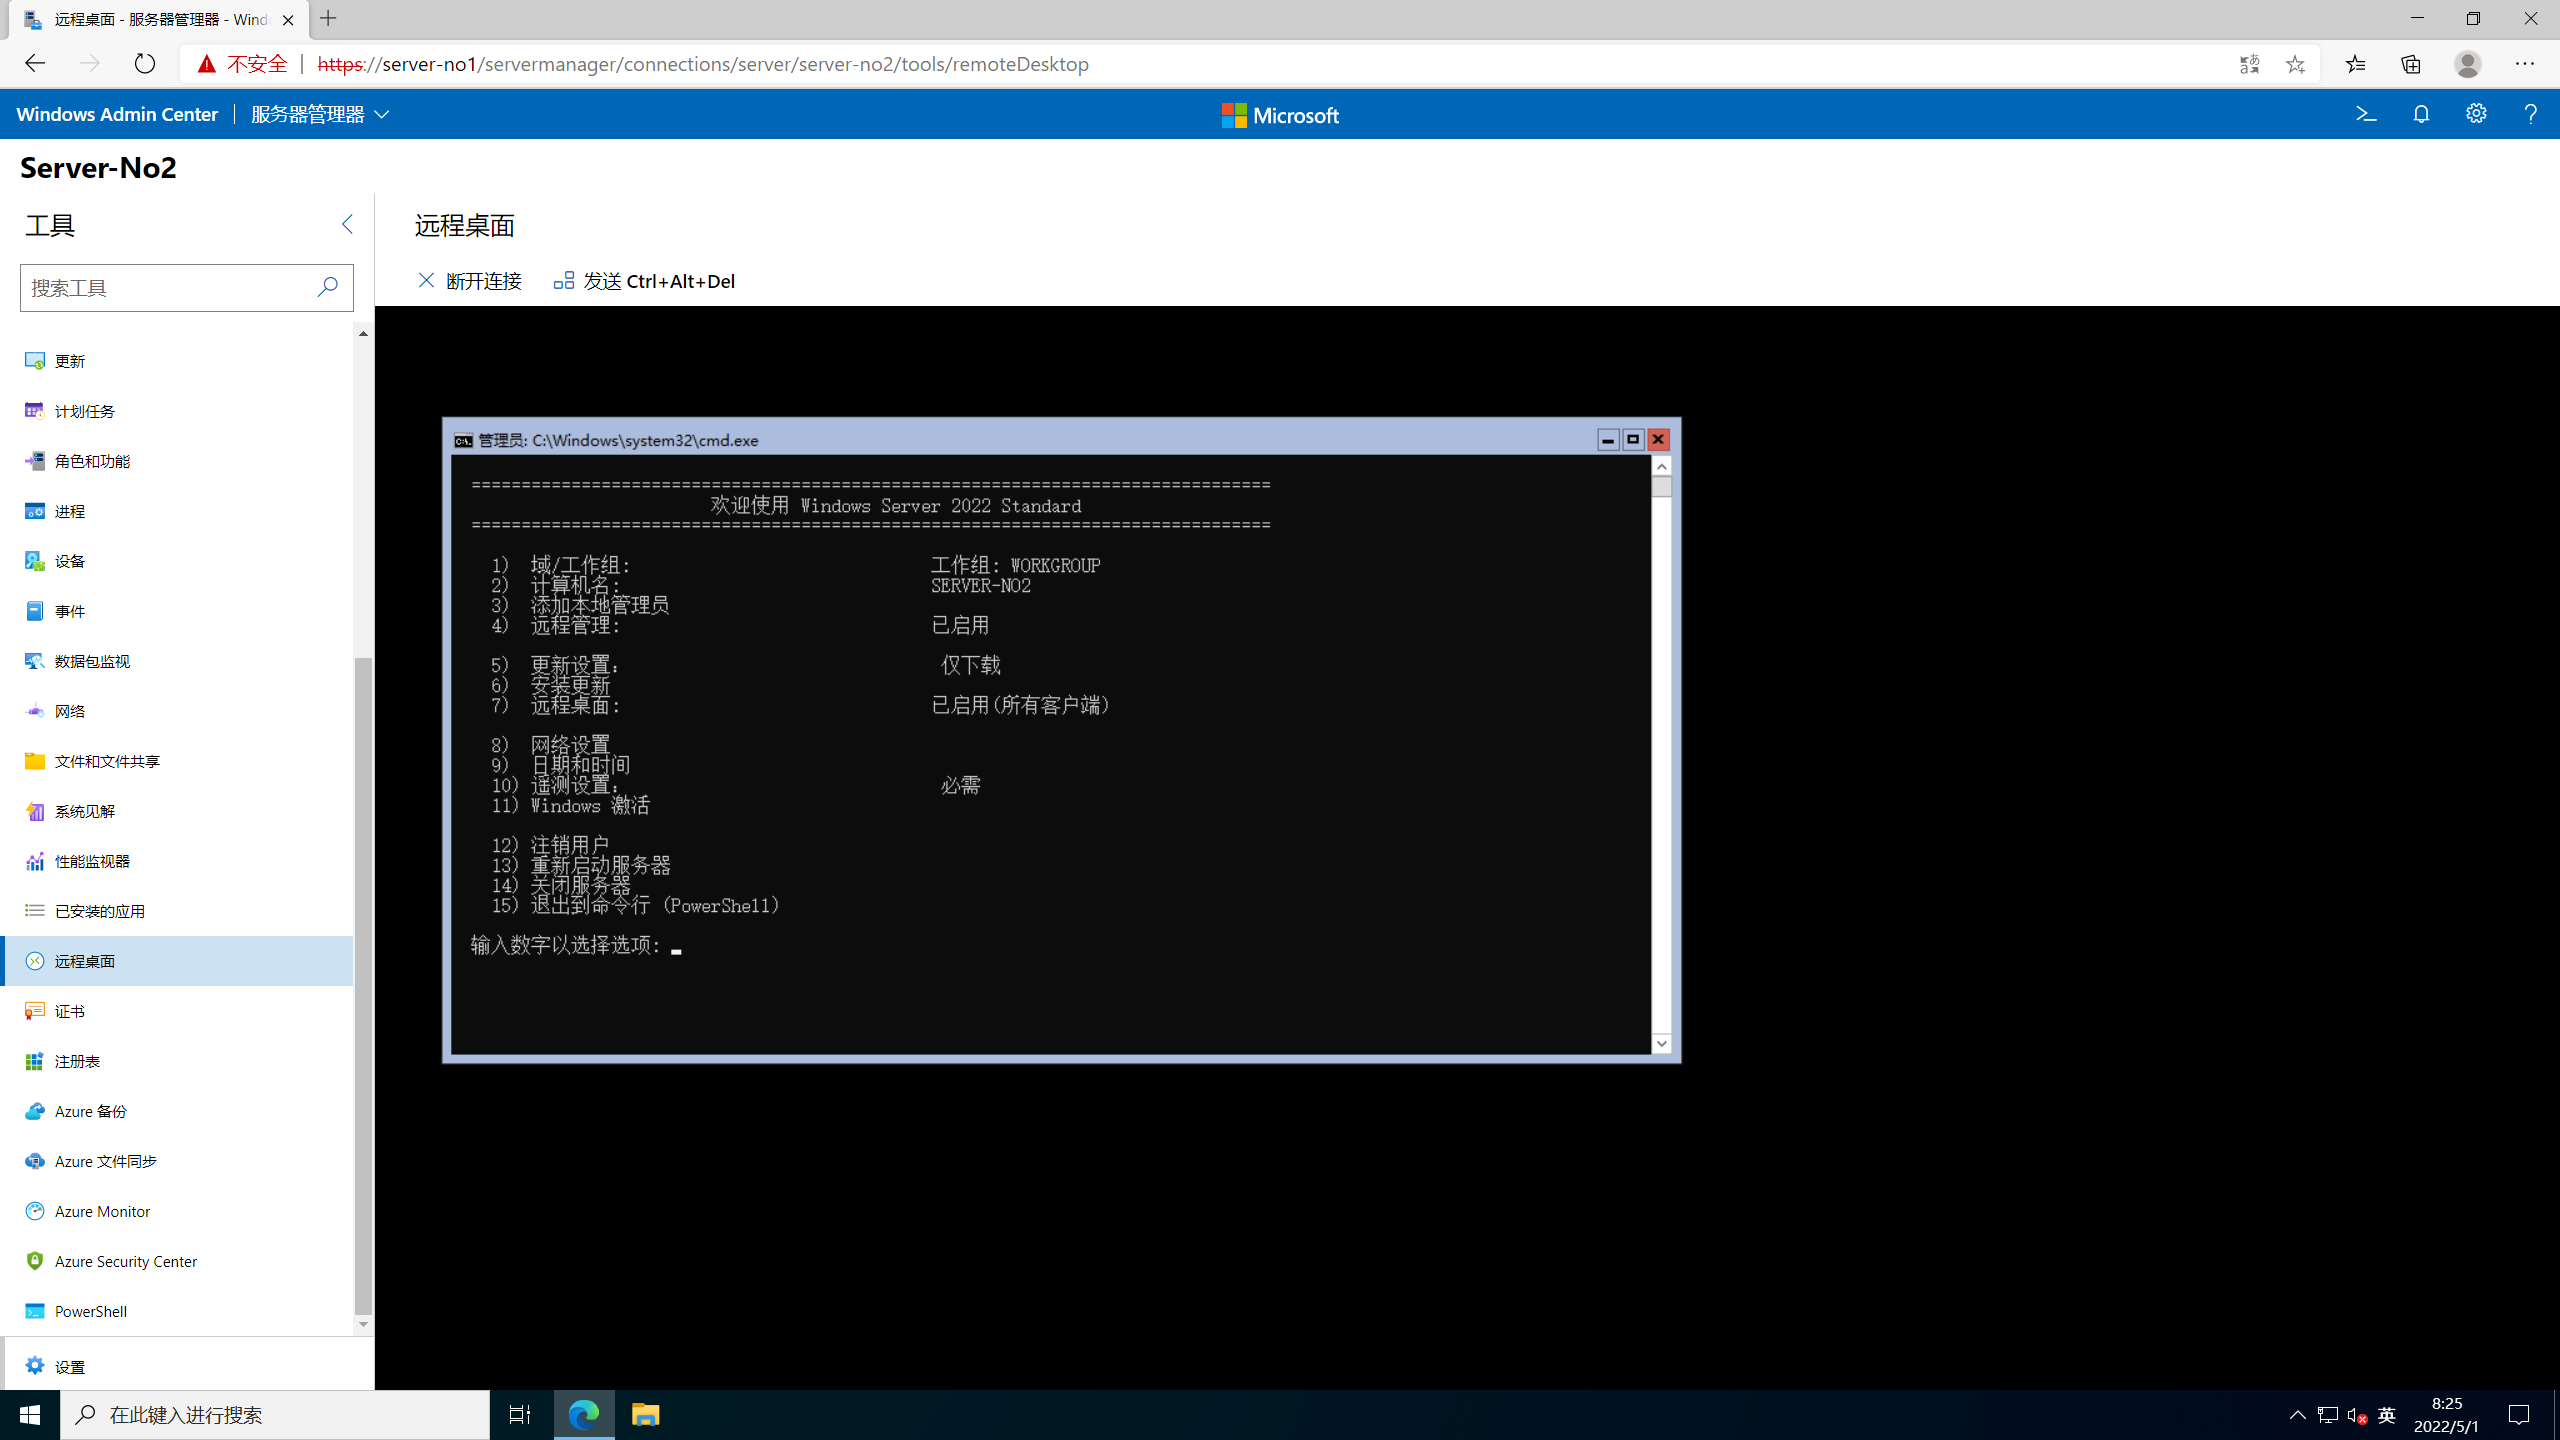 远程桌面 - 服务器管理器 - Wind
不安全 | https://server-no1/servermanager/connections/server/server-no2/tools/remoteDesktop
Windows Admin Center | 服务器管理器
Microsoft
Server-No2
工具
搜索工具
更新
计划任务
角色和功能
进程
设备
事件
数据包监视
网络
文件和文件共享
系统见解
性能监视器
已安装的应用
远程桌面
证书
注册表
Azure 备份
Azure 文件同步
Azure Monitor
Azure Security Center
PowerShell
设置
远程桌面
断开连接 发送 Ctrl+Alt+Del
管理员: C:\Windows\system32\cmd.exe
================================================================================
欢迎使用 Windows Server 2022 Standard
================================================================================
1) 域/工作组: 工作组: WORKGROUP
2) 计算机名: SERVER-NO2
3) 添加本地管理员
4) 远程管理: 已启用
5) 更新设置: 仅下载
6) 安装更新
7) 远程桌面: 已启用(所有客户端)
8) 网络设置
9) 日期和时间
10) 遥测设置: 必需
11) Windows 激活
12) 注销用户
13) 重新启动服务器
14) 关闭服务器
15) 退出到命令行 (PowerShell)
输入数字以选择选项:
在此键入进行搜索
英
8:25
2022/5/1